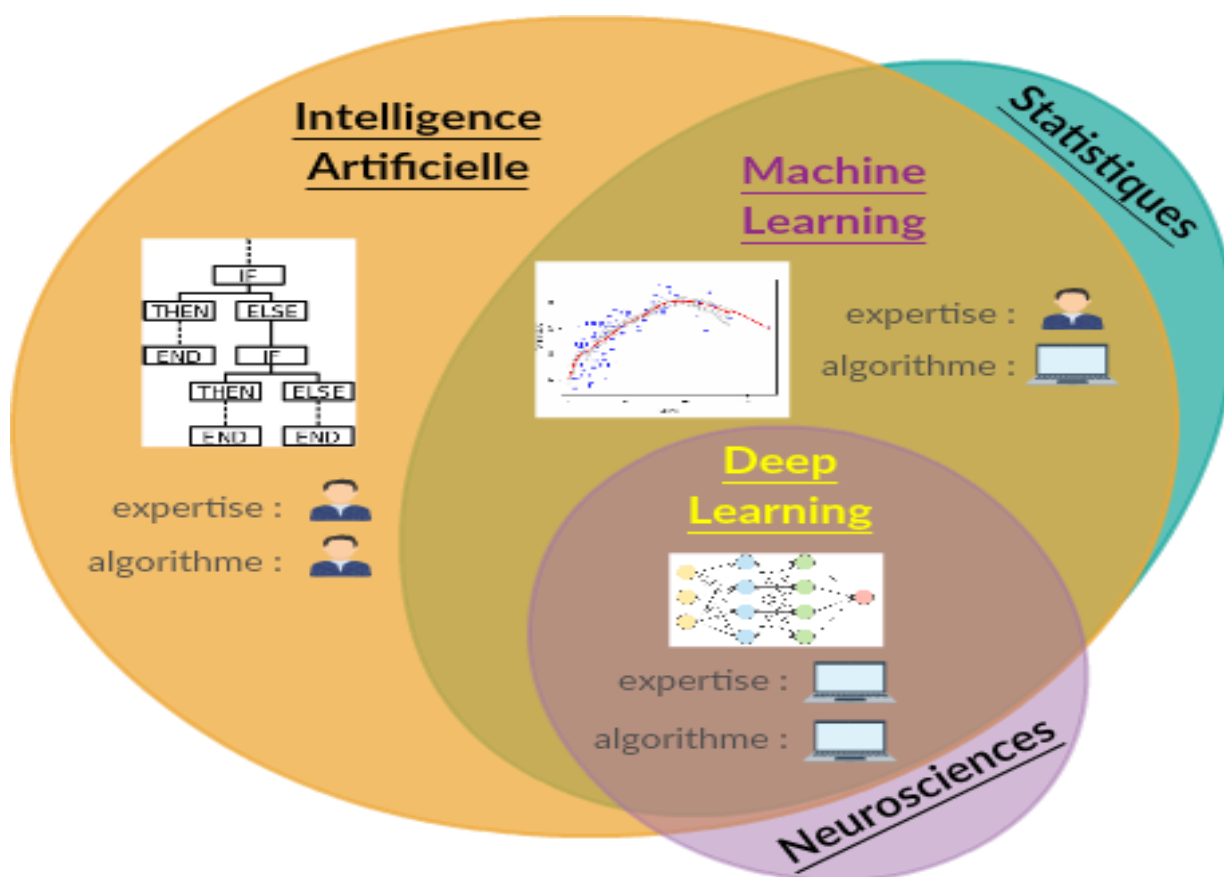 Intelligence
Artificielle
Statistiques
Machine
Learning
IF
THEN ELSE
END IF
THEN ELSE
END END
expertise :
algorithme :
expertise :
algorithme :
Deep
Learning
expertise :
algorithme :
Neurosciences